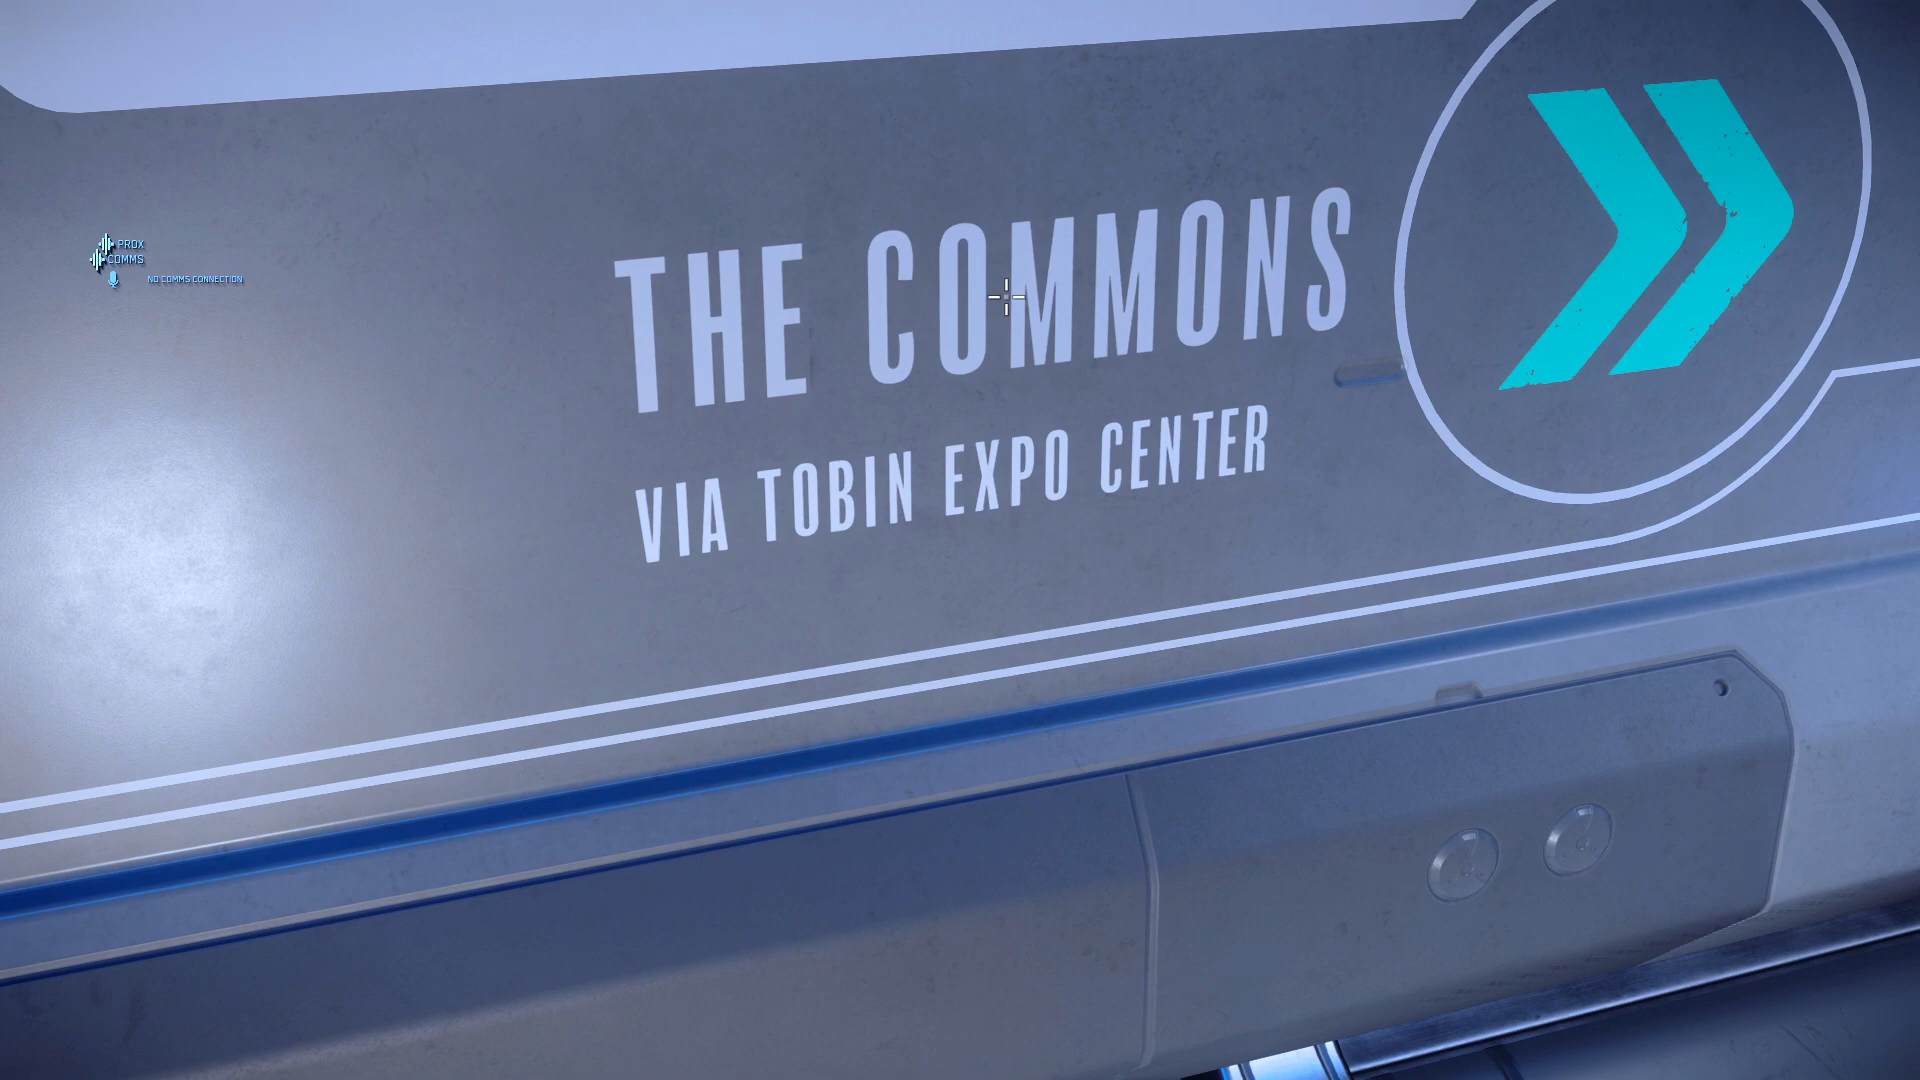 THE COMMONS
VIA TOBIN EXPO CENTER
PROX
COMMS
NO COMMS CONNECTION